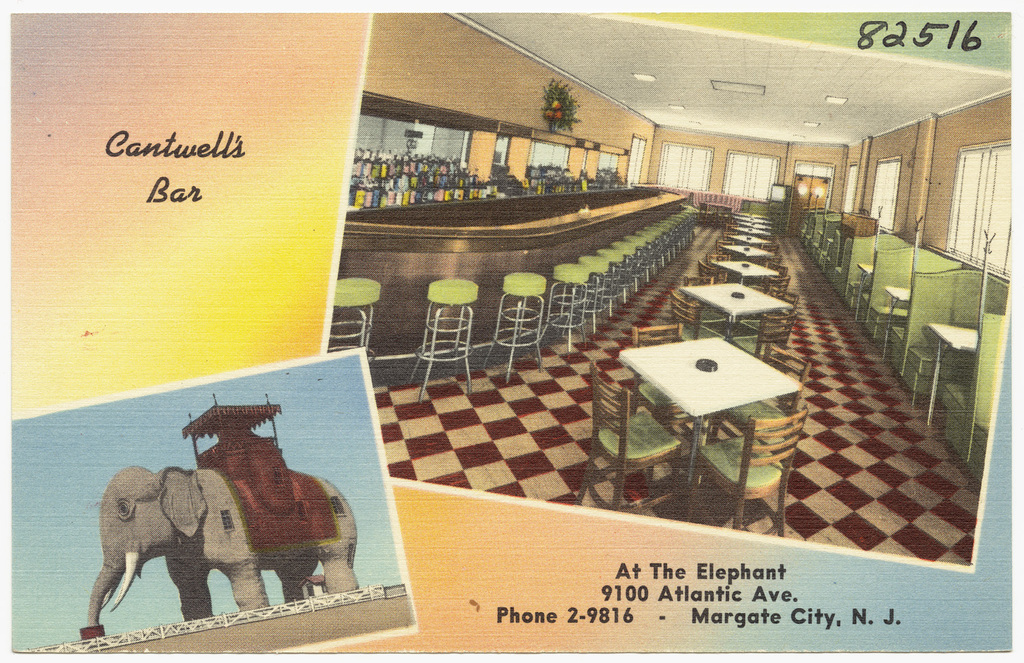 82516
Cantwell's
Bar
At The Elephant
9100 Atlantic Ave.
Phone 2-9816 - Margate City, N. J.